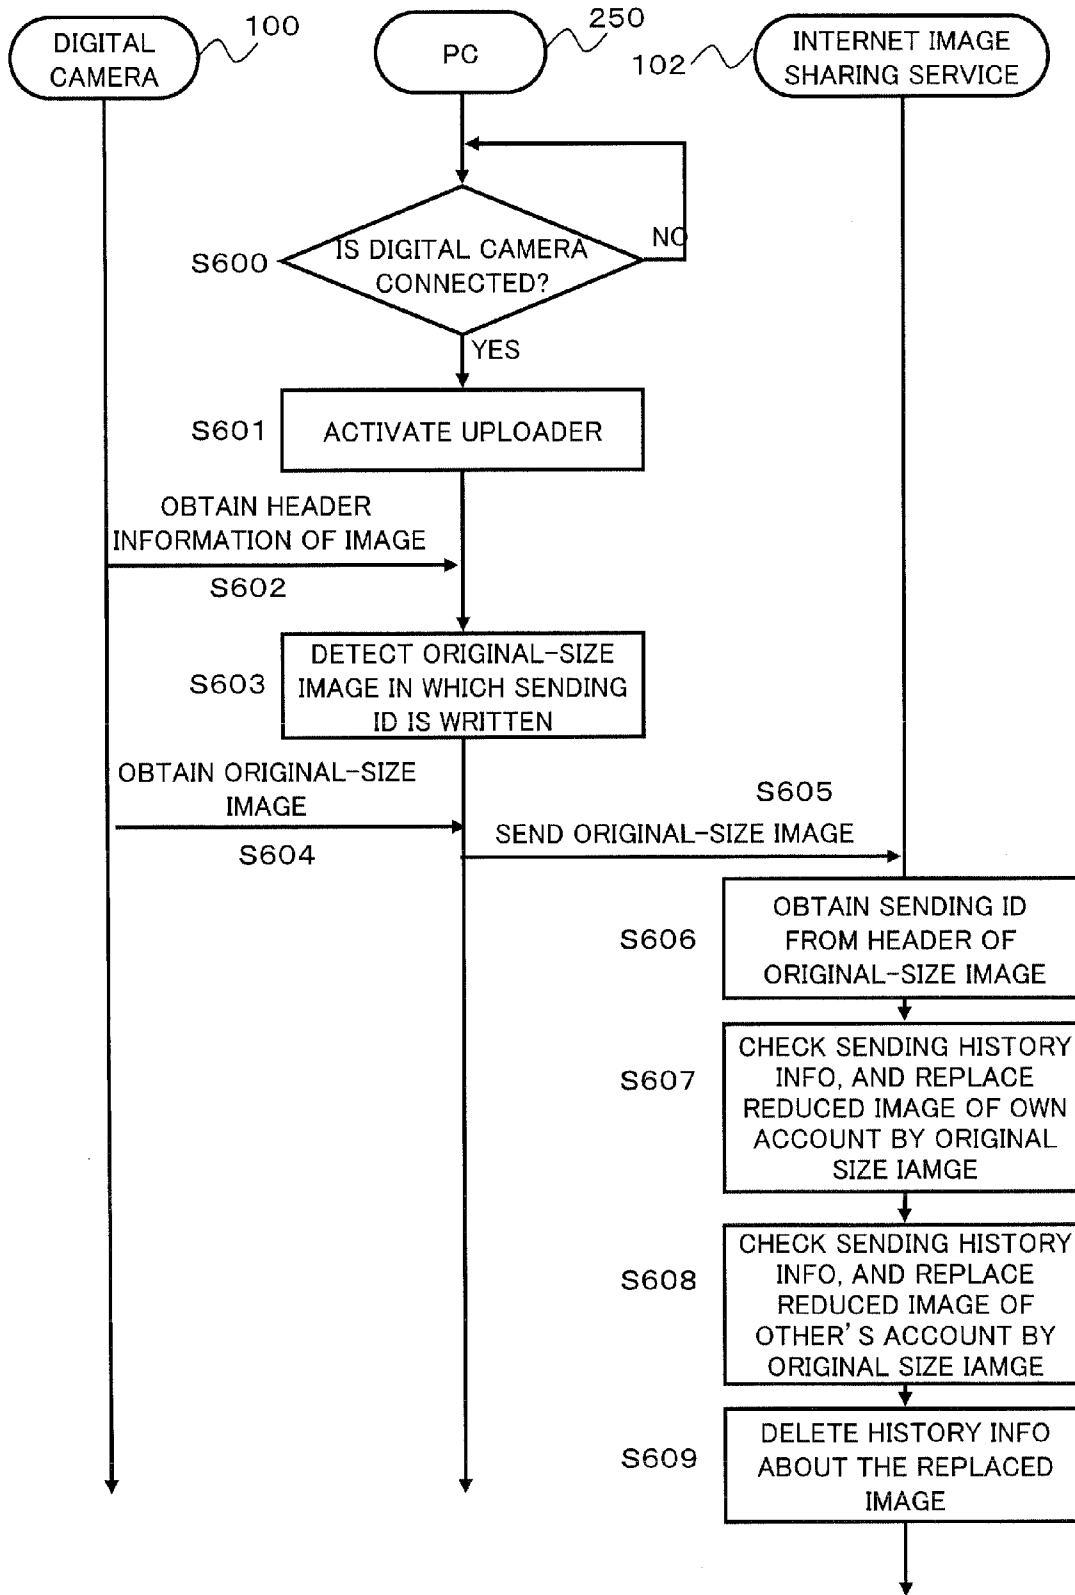 DIGITAL
CAMERA
100
PC
250
102
INTERNET IMAGE
SHARING SERVICE
S600
IS DIGITAL CAMERA
CONNECTED?
NO
YES
S601
ACTIVATE UPLOADER
OBTAIN HEADER
INFORMATION OF IMAGE
S602
S603
DETECT ORIGINAL-SIZE
IMAGE IN WHICH SENDING
ID IS WRITTEN
OBTAIN ORIGINAL-SIZE
IMAGE
S604
S605
SEND ORIGINAL-SIZE IMAGE
S606
OBTAIN SENDING ID
FROM HEADER OF
ORIGINAL-SIZE IMAGE
S607
CHECK SENDING HISTORY
INFO, AND REPLACE
REDUCED IMAGE OF OWN
ACCOUNT BY ORIGINAL
SIZE IAMGE
S608
CHECK SENDING HISTORY
INFO, AND REPLACE
REDUCED IMAGE OF
OTHER'S ACCOUNT BY
ORIGINAL SIZE IAMGE
S609
DELETE HISTORY INFO
ABOUT THE REPLACED
IMAGE